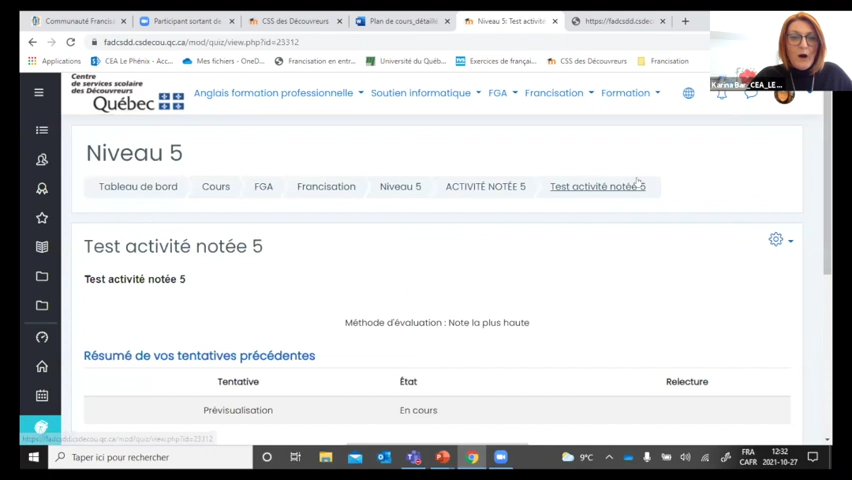 Communauté Francis
Participant sortant de
CSS des Découvreurs
Plan de cours_détaillé
Niveau 5: Test activité
https://fadcsdd.csdecou.qc.ca
fadcsdd.csdecou.qc.ca/mod/quiz/view.php?id=23312
Applications
CEA Le Phénix - Acc...
Mes fichiers - OneD...
Francisation en entr...
Université du Québ...
Exercices de françai...
CSS des Découvreurs
Francisation
Karina Bar_CEA_LE
Centre
de services scolaire
des Découvreurs
Québec
Anglais formation professionnelle
Soutien informatique
FGA
Francisation
Formation
Niveau 5
Tableau de bord
Cours
FGA
Francisation
Niveau 5
ACTIVITÉ NOTÉE 5
Test activité notée 5
Test activité notée 5
Test activité notée 5
Méthode d'évaluation : Note la plus haute
Résumé de vos tentatives précédentes
Tentative
État
Relecture
Prévisualisation
En cours
https://fadcsdd.csdecou.qc.ca/mod/quiz/view.php?id=23312
Taper ici pour rechercher
9°C
FRA
CAFR
12:32
2021-10-27